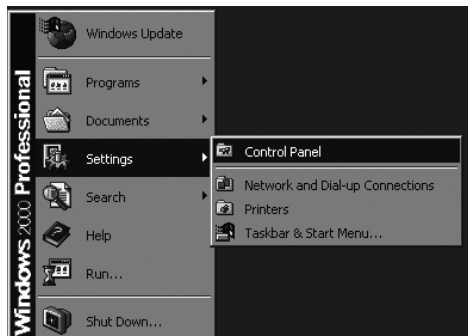 Windows 2000 Professional
Windows Update
Programs
Documents
Settings
Search
Help
Run...
Shut Down...
Control Panel
Network and Dial-up Connections
Printers
Taskbar & Start Menu...